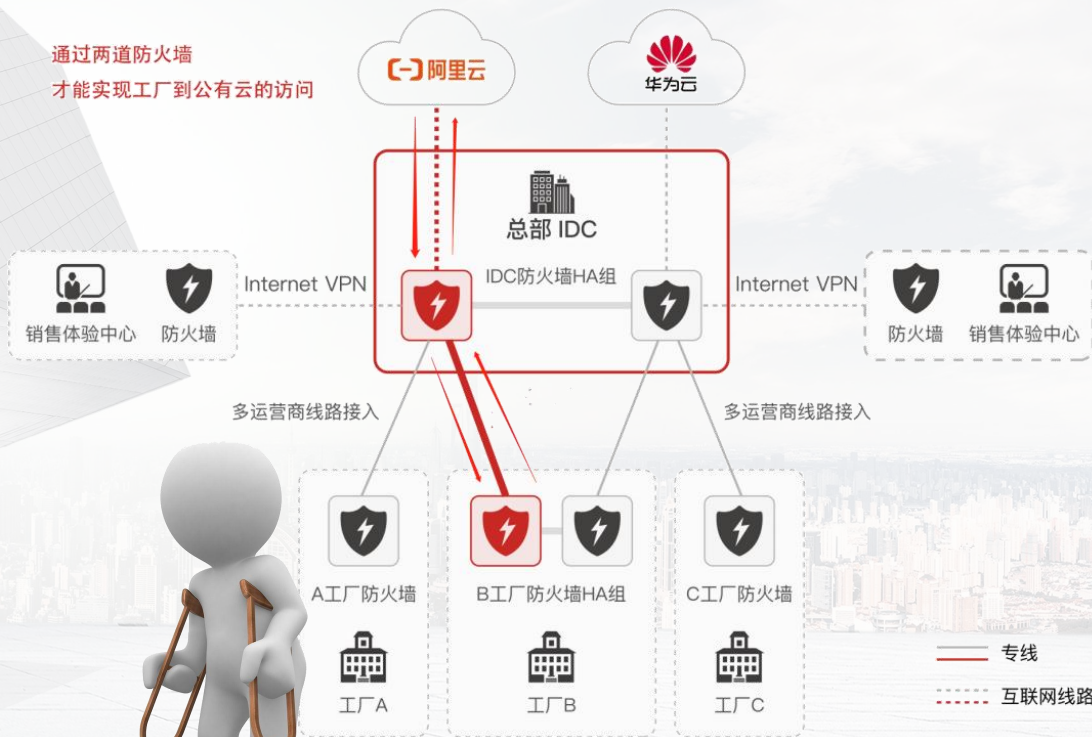 通过两道防火墙
才能实现工厂到公有云的访问
阿里云
华为云
总部 IDC
IDC防火墙HA组
Internet VPN
Internet VPN
销售体验中心
防火墙
防火墙
销售体验中心
多运营商线路接入
多运营商线路接入
A工厂防火墙
B工厂防火墙HA组
C工厂防火墙
工厂A
工厂B
工厂C
专线
互联网线路